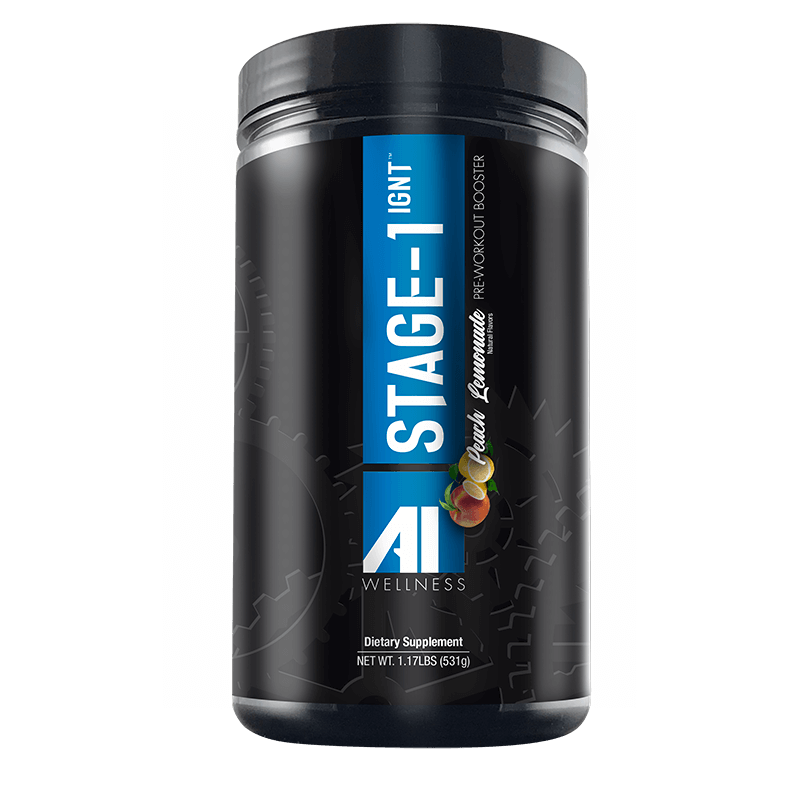 STAGE-1 IGNT™
PRE-WORKOUT BOOSTER
Peach Lemonade
Natural Flavors
AI
WELLNESS
Dietary Supplement
NET WT. 1.17LBS (531g)